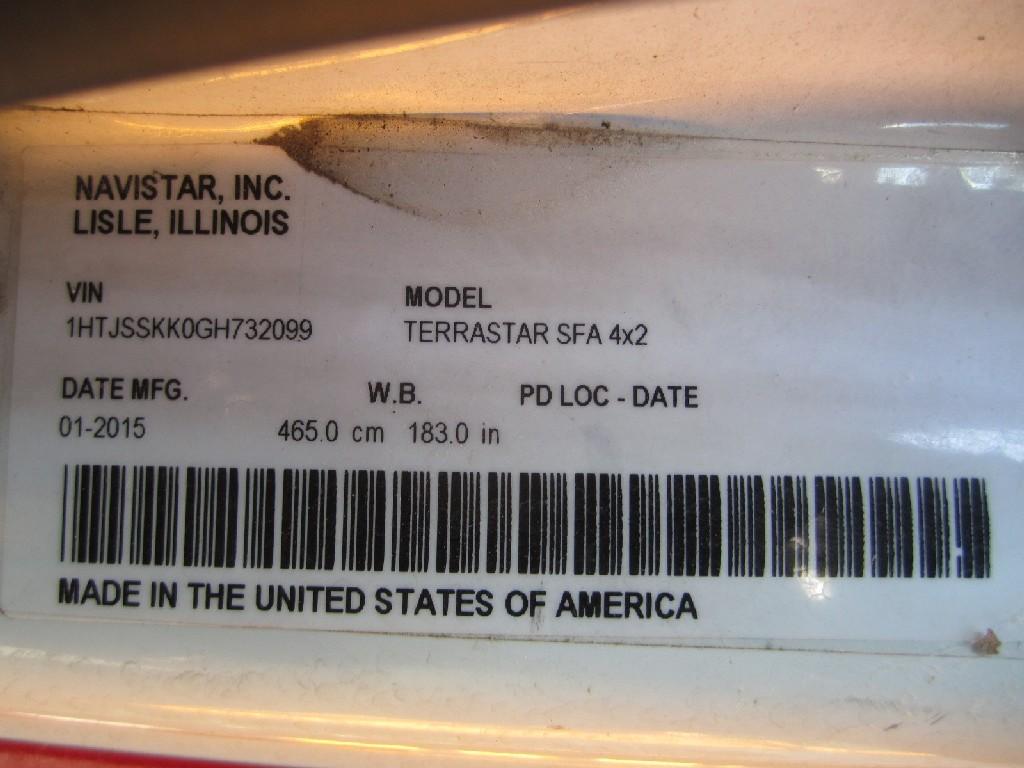 NAVISTAR, INC.
LISLE, ILLINOIS
VIN MODEL
1HTJSSKK0GH732099 TERRASTAR SFA 4x2
DATE MFG. W.B. PD LOC - DATE
01-2015 465.0 cm 183.0 in
MADE IN THE UNITED STATES OF AMERICA